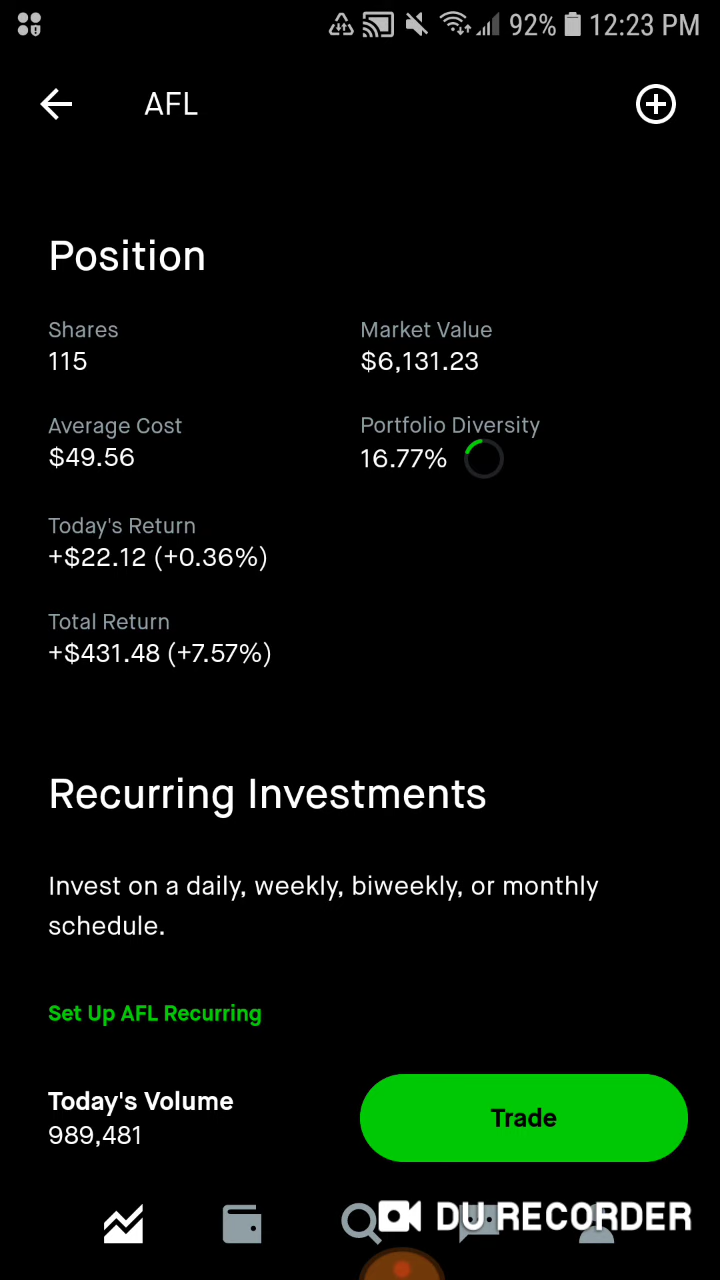 92% 12:23 PM
AFL
Position
Shares
115
Market Value
$6,131.23
Average Cost
$49.56
Portfolio Diversity
16.77%
Today's Return
+$22.12 (+0.36%)
Total Return
+$431.48 (+7.57%)
Recurring Investments
Invest on a daily, weekly, biweekly, or monthly
schedule.
Set Up AFL Recurring
Today's Volume
989,481
Trade
DU RECORDER